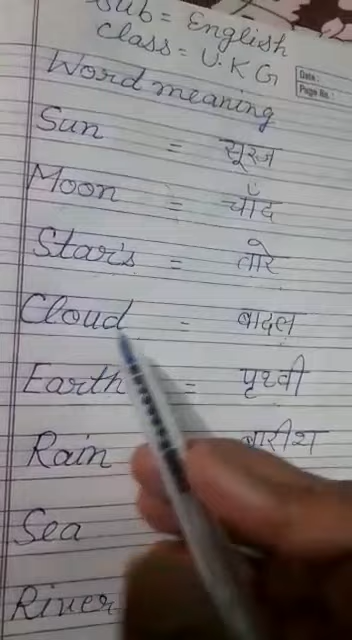 Sub = English
Class = U.K.G
Date :
Page No. :
Word meaning
Sun = सूरज
Moon = चाँद
Star's = तारे
Cloud = बादल
Earth = पृथ्वी
Rain बारीश
Sea
River